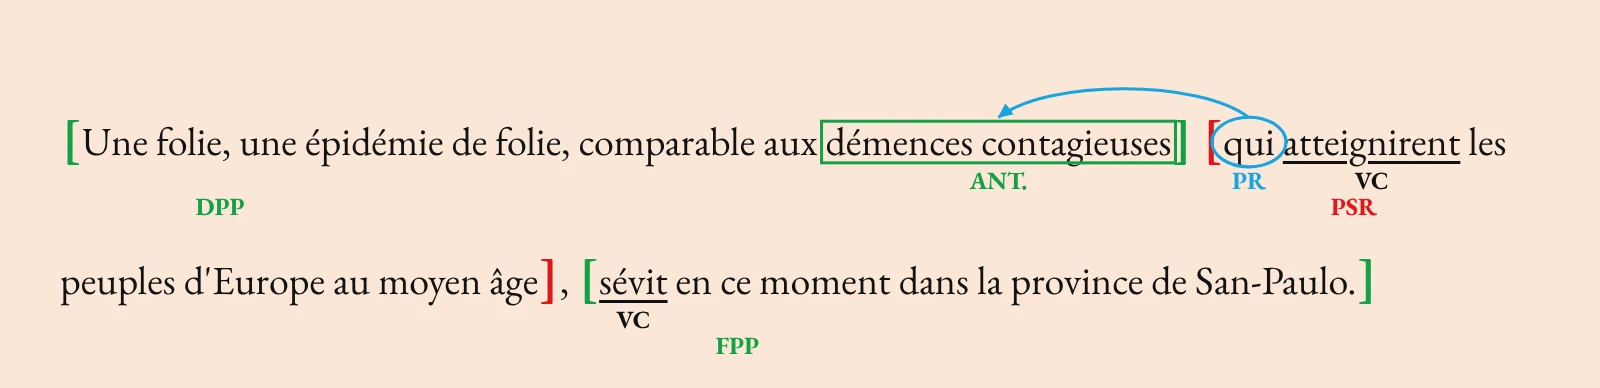 [Une folie, une épidémie de folie, comparable aux démences contagieuses] [qui atteignirent les
ANT. PR VC
DPP PSR
peuples d'Europe au moyen âge], [sévit en ce moment dans la province de San-Paulo.]
VC
FPP